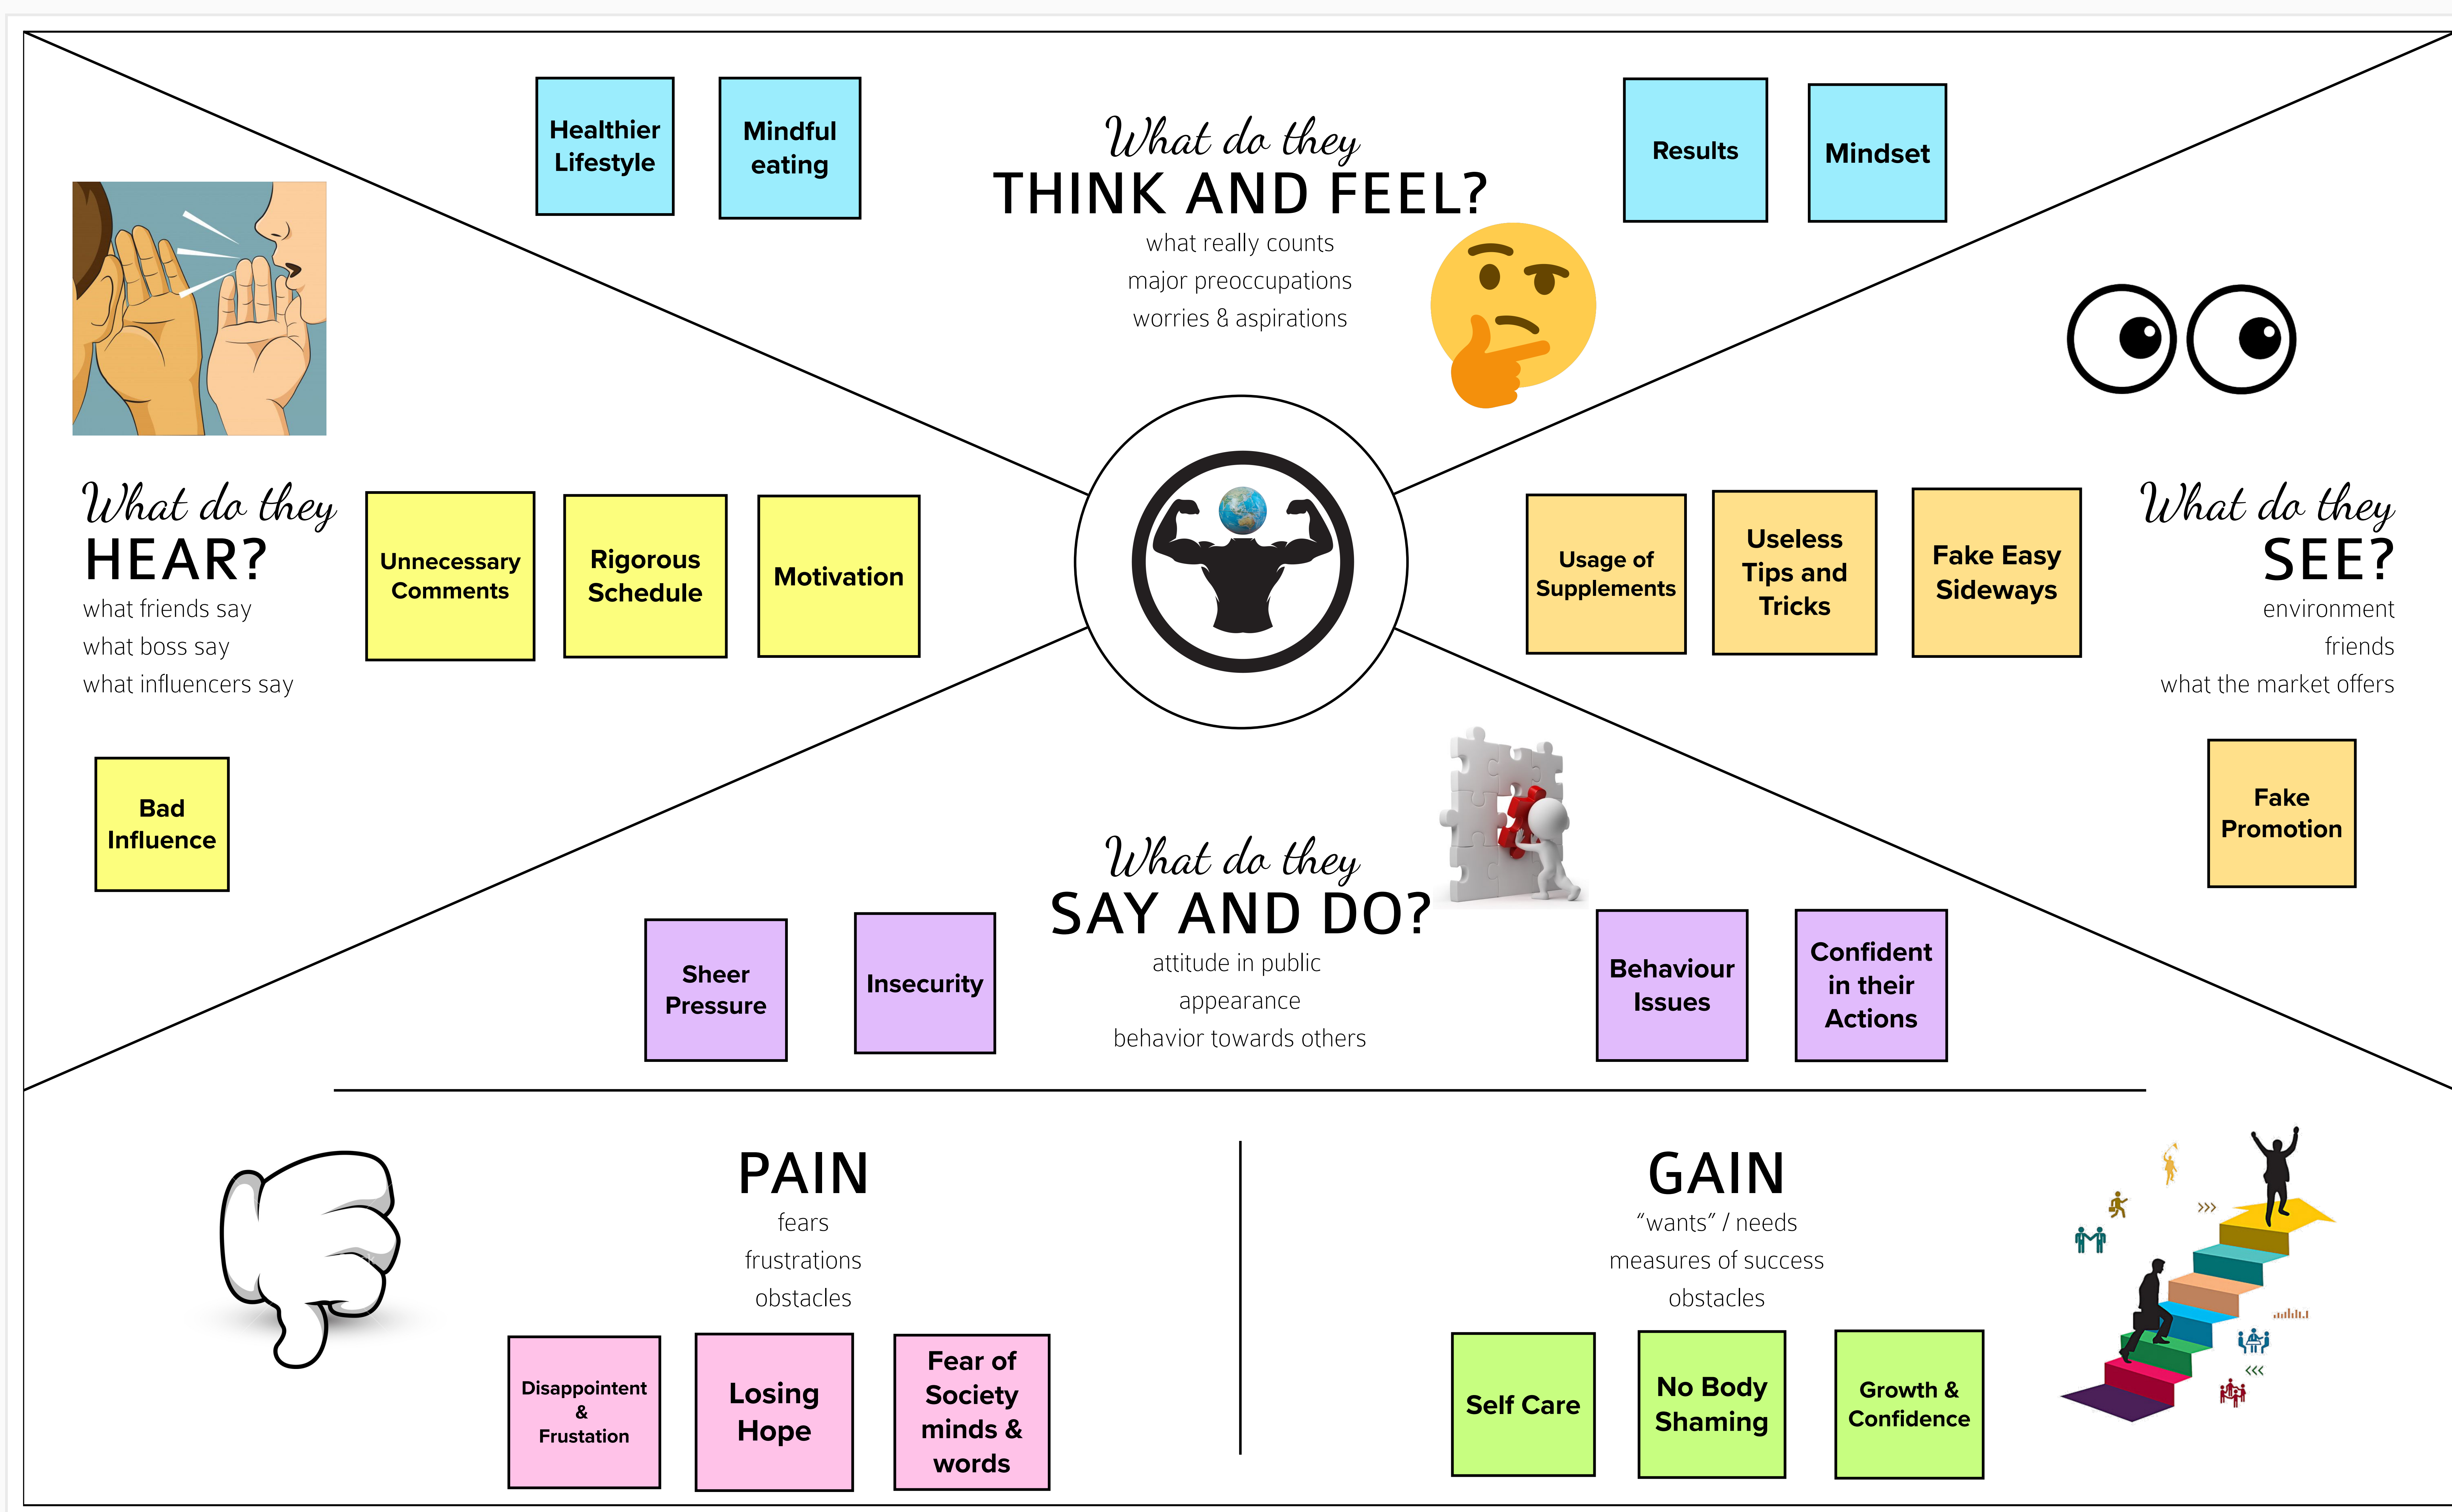 Healthier
Lifestyle
Mindful
eating
What do they
THINK AND FEEL?
what really counts
major preoccupations
worries & aspirations
Results
Mindset
What do they
HEAR?
what friends say
what boss say
what influencers say
Unnecessary
Comments
Rigorous
Schedule
Motivation
Bad
Influence
Usage of
Supplements
Useless
Tips and
Tricks
Fake Easy
Sideways
What do they
SEE?
environment
friends
what the market offers
Fake
Promotion
Sheer
Pressure
Insecurity
What do they
SAY AND DO?
attitude in public
appearance
behavior towards others
Behaviour
Issues
Confident
in their
Actions
PAIN
fears
frustrations
obstacles
Disappointent
&
Frustation
Losing
Hope
Fear of
Society
minds &
words
GAIN
“wants” / needs
measures of success
obstacles
Self Care
No Body
Shaming
Growth &
Confidence